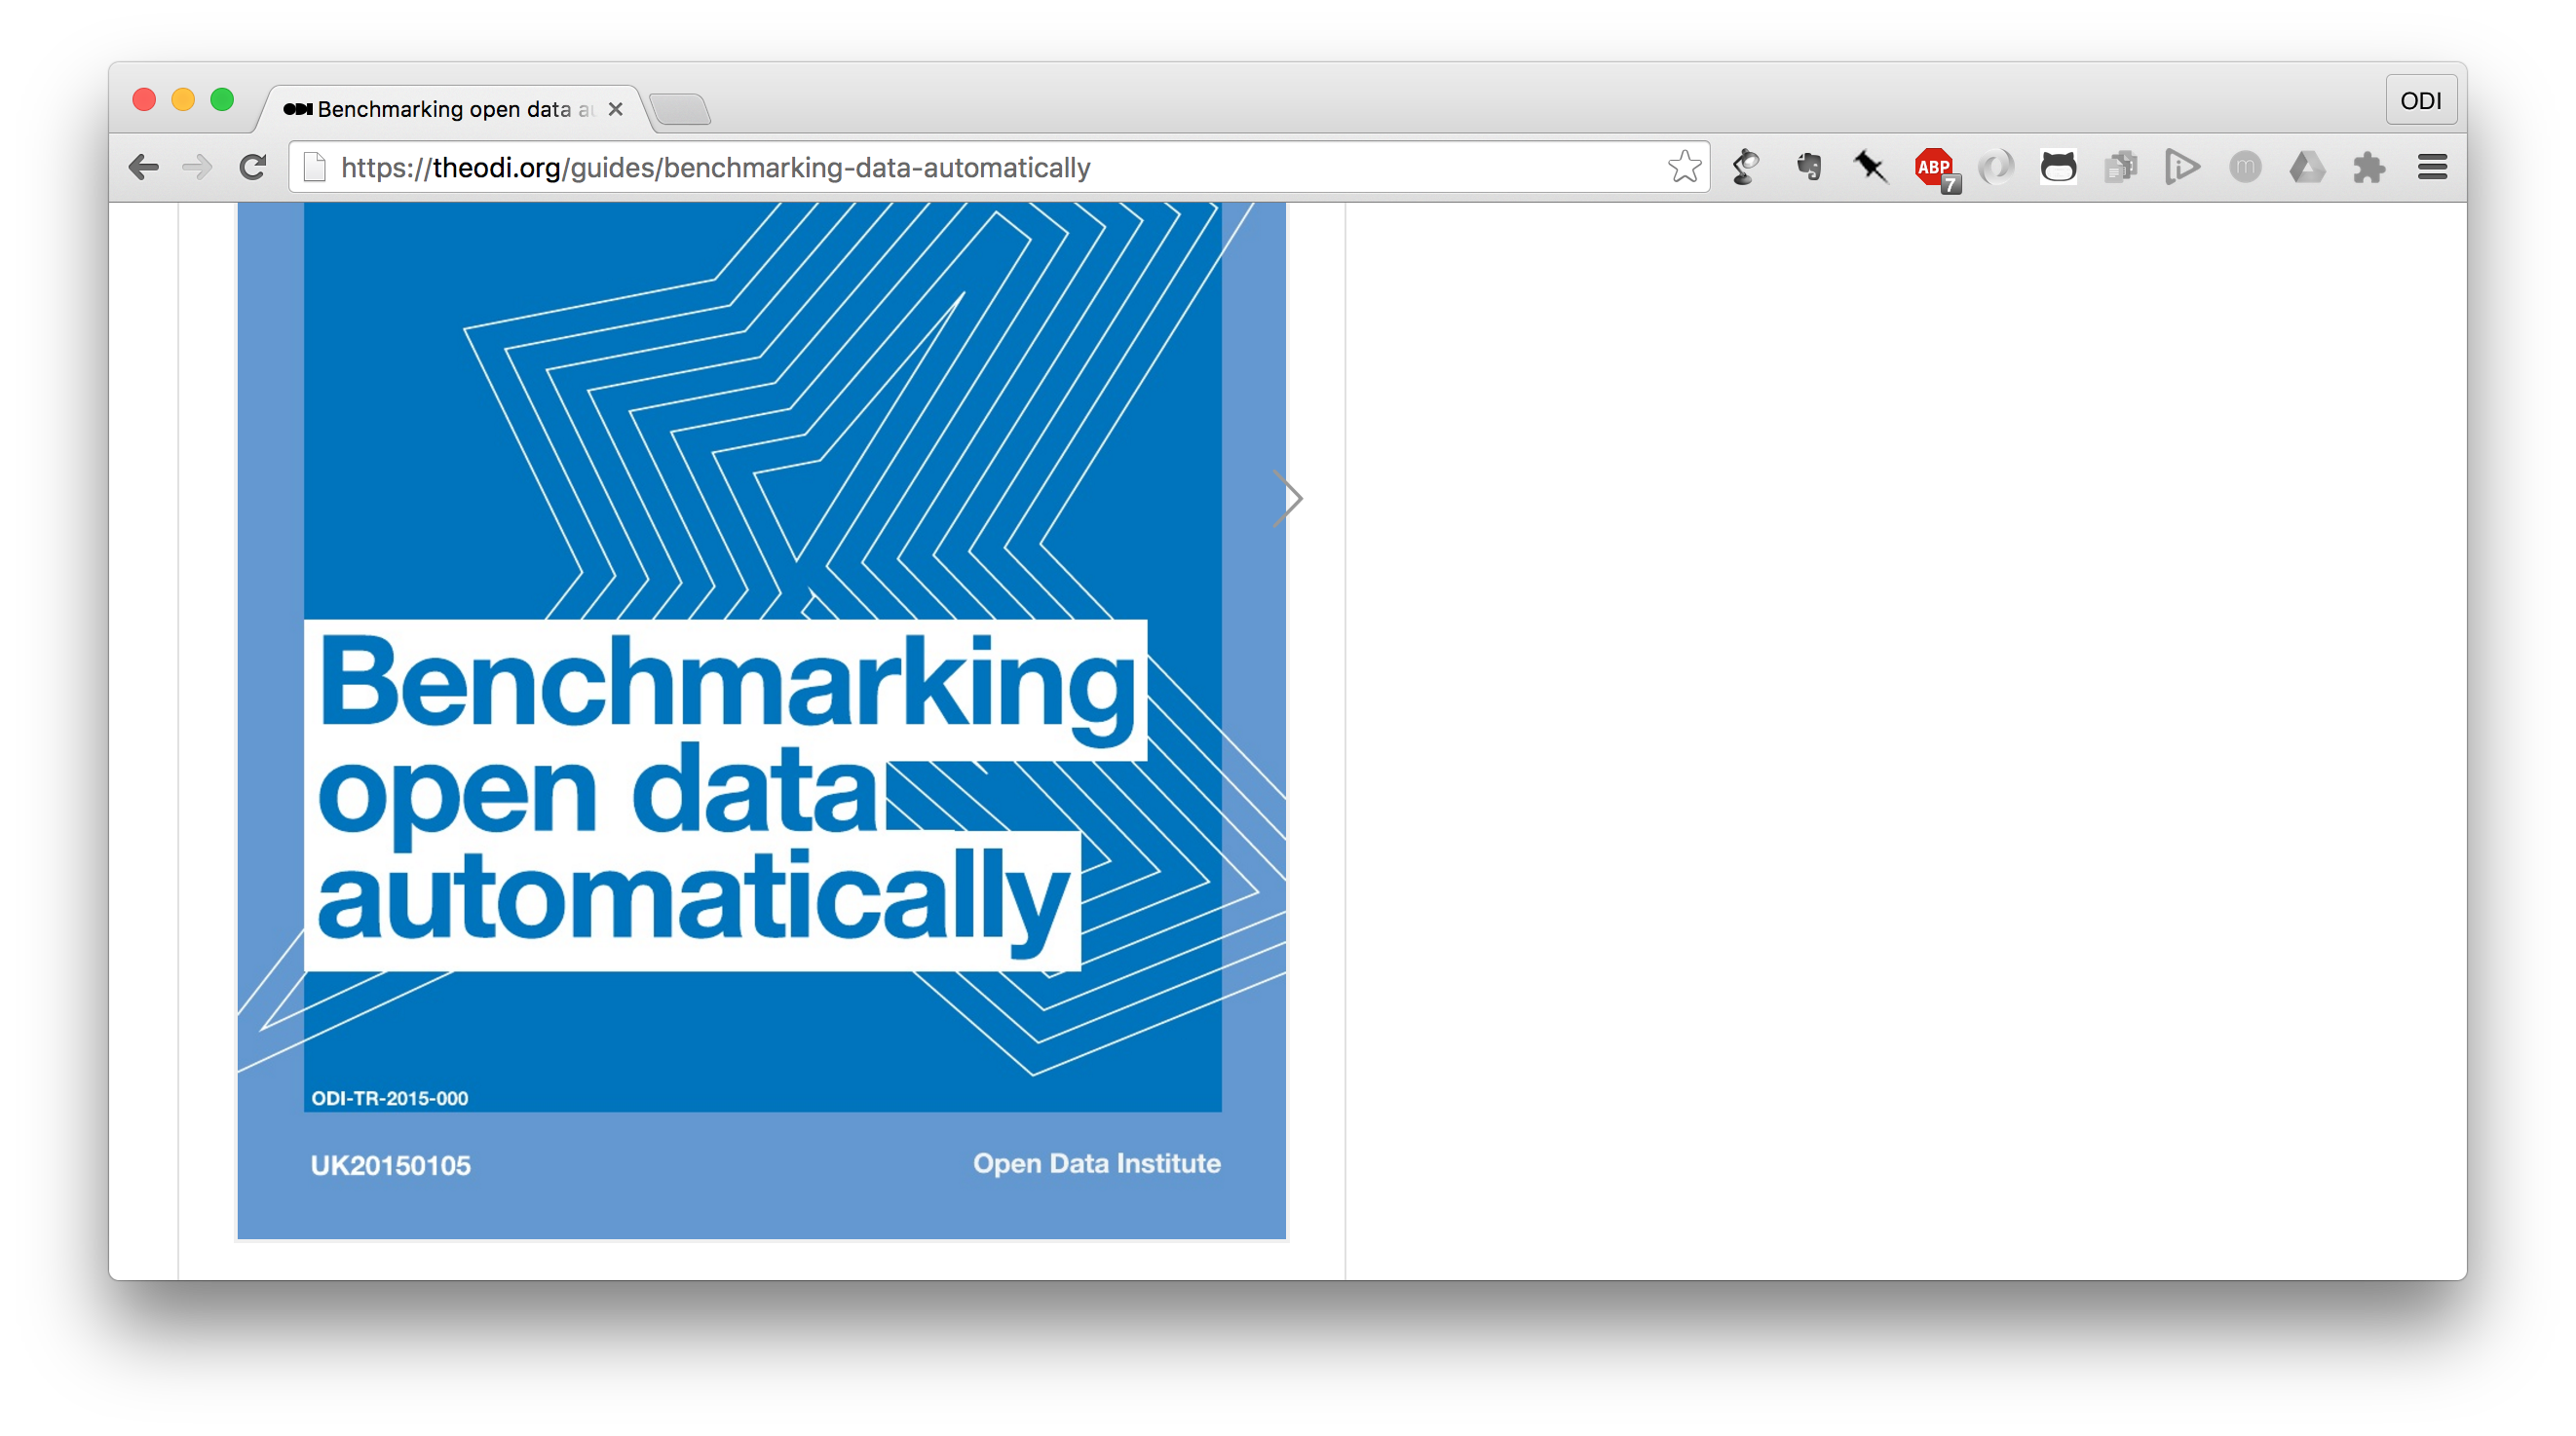 ODI Benchmarking open data a
ODI
https://theodi.org/guides/benchmarking-data-automatically
ABP
7
m
Benchmarking
open data
automatically
ODI-TR-2015-000
UK20150105
Open Data Institute